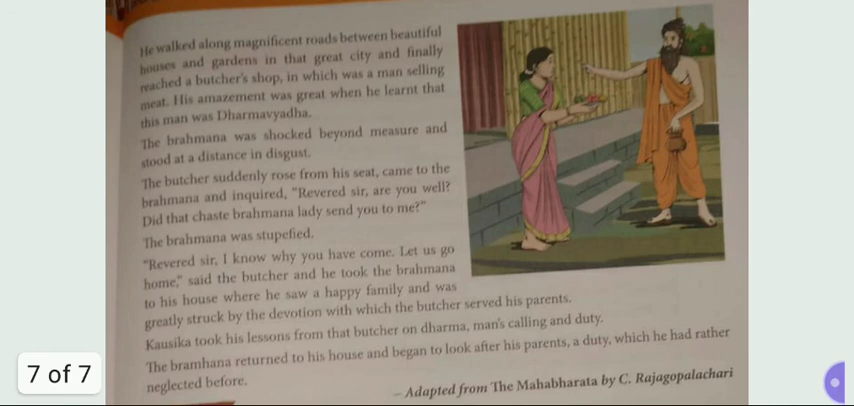 He walked along magnificent roads between beautiful
houses and gardens in that great city and finally
reached a butcher's shop, in which was a man selling
meat. His amazement was great when he learnt that
this man was Dharmavyadha.
The brahmana was shocked beyond measure and
stood at a distance in disgust.
The butcher suddenly rose from his seat, came to the
brahmana and inquired, "Revered sir, are you well?
Did that chaste brahmana lady send you to me?"
The brahmana was stupefied.
"Revered sir, I know why you have come. Let us go
home," said the butcher and he took the brahmana
to his house where he saw a happy family and was
greatly struck by the devotion with which the butcher served his parents.
Kausika took his lessons from that butcher on dharma, man's calling and duty.
The bramhana returned to his house and began to look after his parents, a duty, which he had rather
neglected before.
– Adapted from The Mahabharata by C. Rajagopalachari
7 of 7